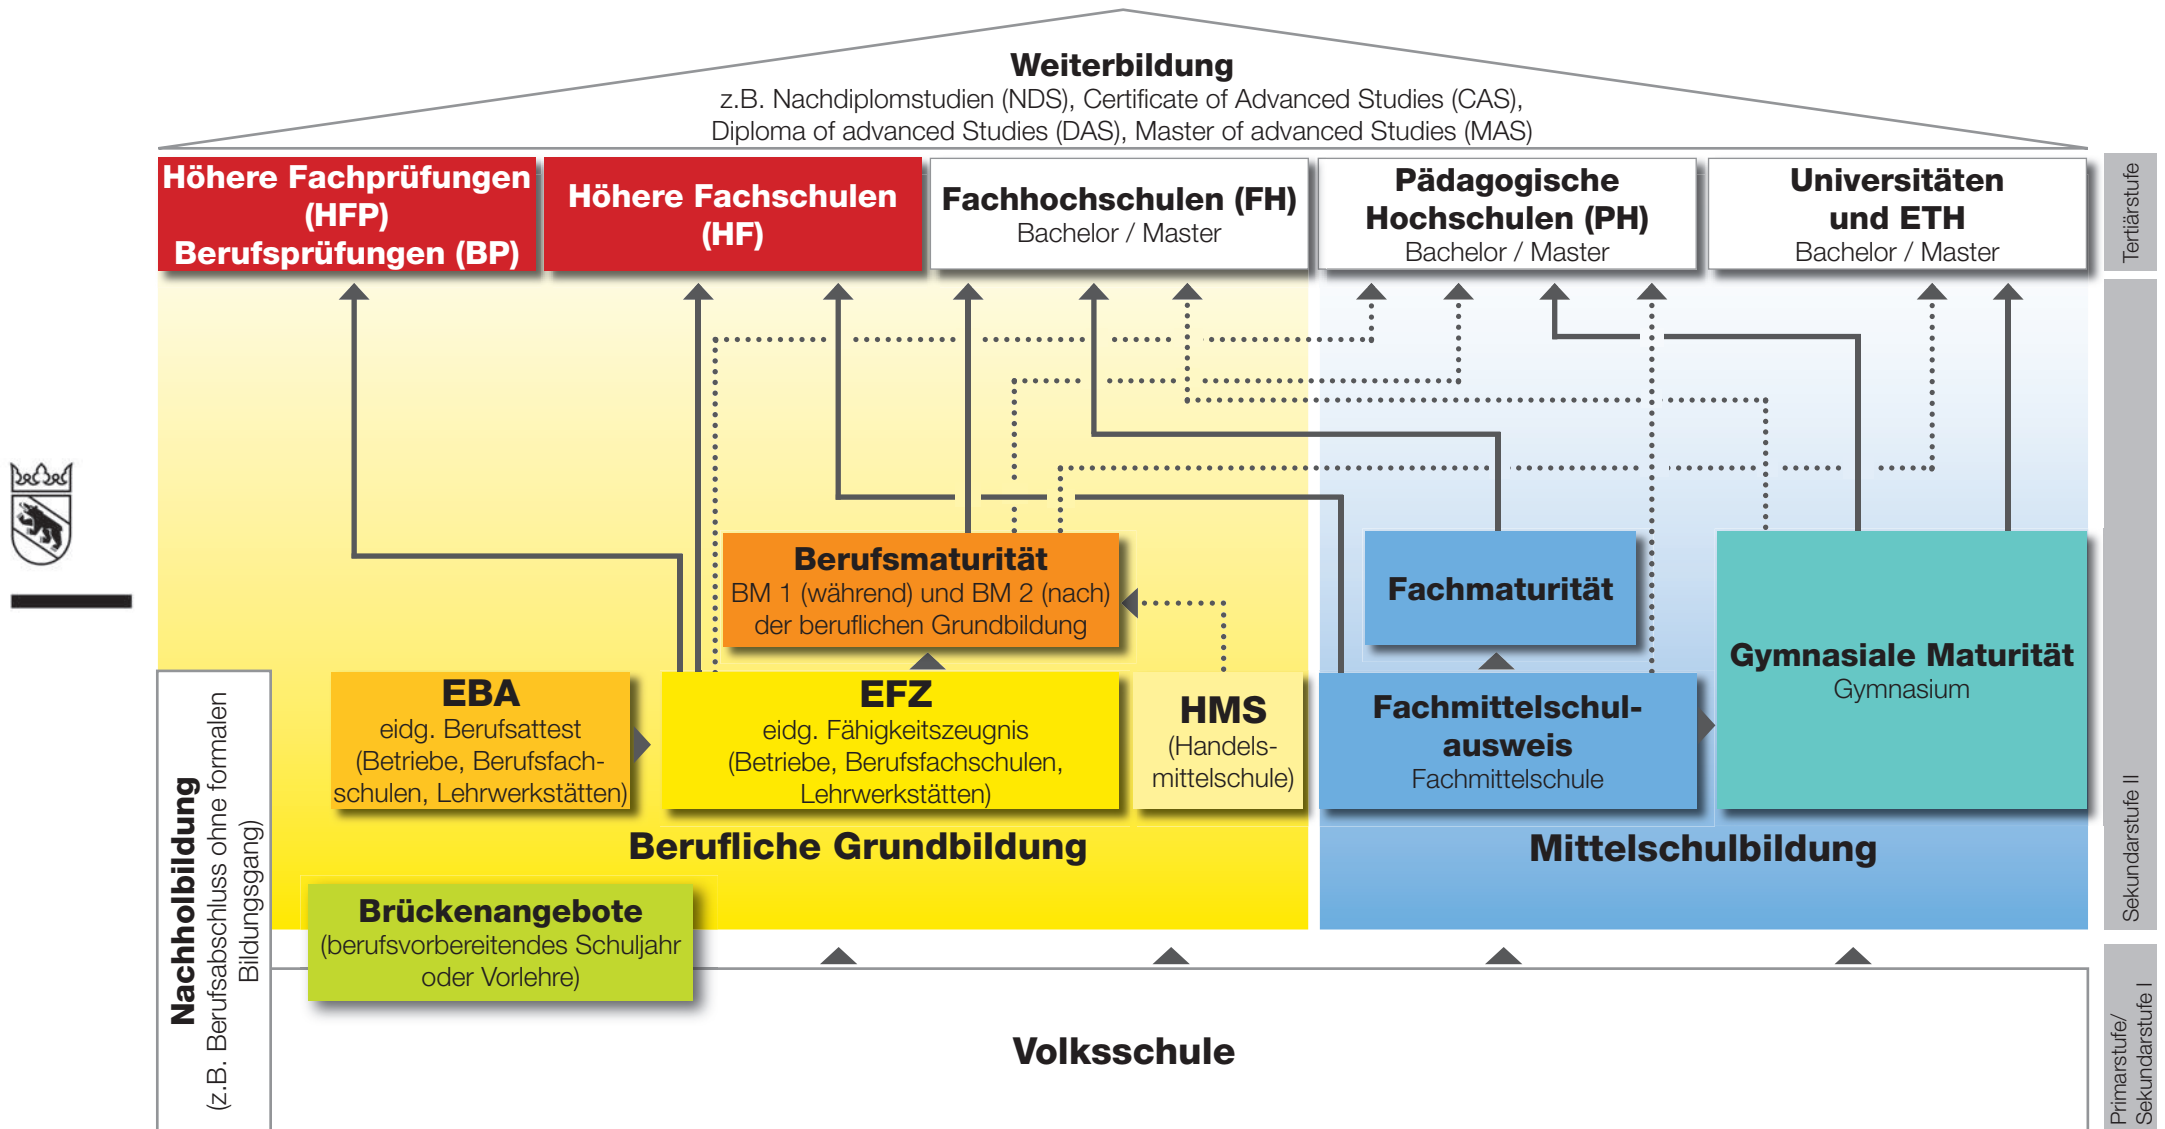 Weiterbildung
z.B. Nachdiplomstudien (NDS), Certificate of Advanced Studies (CAS),
Diploma of advanced Studies (DAS), Master of advanced Studies (MAS)
Höhere Fachprüfungen
(HFP)
Berufsprüfungen (BP)
Höhere Fachschulen
(HF)
Fachhochschulen (FH)
Bachelor / Master
Pädagogische
Hochschulen (PH)
Bachelor / Master
Universitäten
und ETH
Bachelor / Master
Tertiärstufe
Berufsmaturität
BM 1 (während) und BM 2 (nach)
der beruflichen Grundbildung
Fachmaturität
Gymnasiale Maturität
Gymnasium
EBA
eidg. Berufsattest
(Betriebe, Berufsfach-
schulen, Lehrwerkstätten)
EFZ
eidg. Fähigkeitszeugnis
(Betriebe, Berufsfachschulen,
Lehrwerkstätten)
HMS
(Handels-
mittelschule)
Fachmittelschul-
ausweis
Fachmittelschule
Berufliche Grundbildung
Mittelschulbildung
Sekundarstufe II
Nachholbildung
(z.B. Berufsabschluss ohne formalen
Bildungsgang)
Brückenangebote
(berufsvorbereitendes Schuljahr
oder Vorlehre)
Volksschule
Primarstufe/
Sekundarstufe I